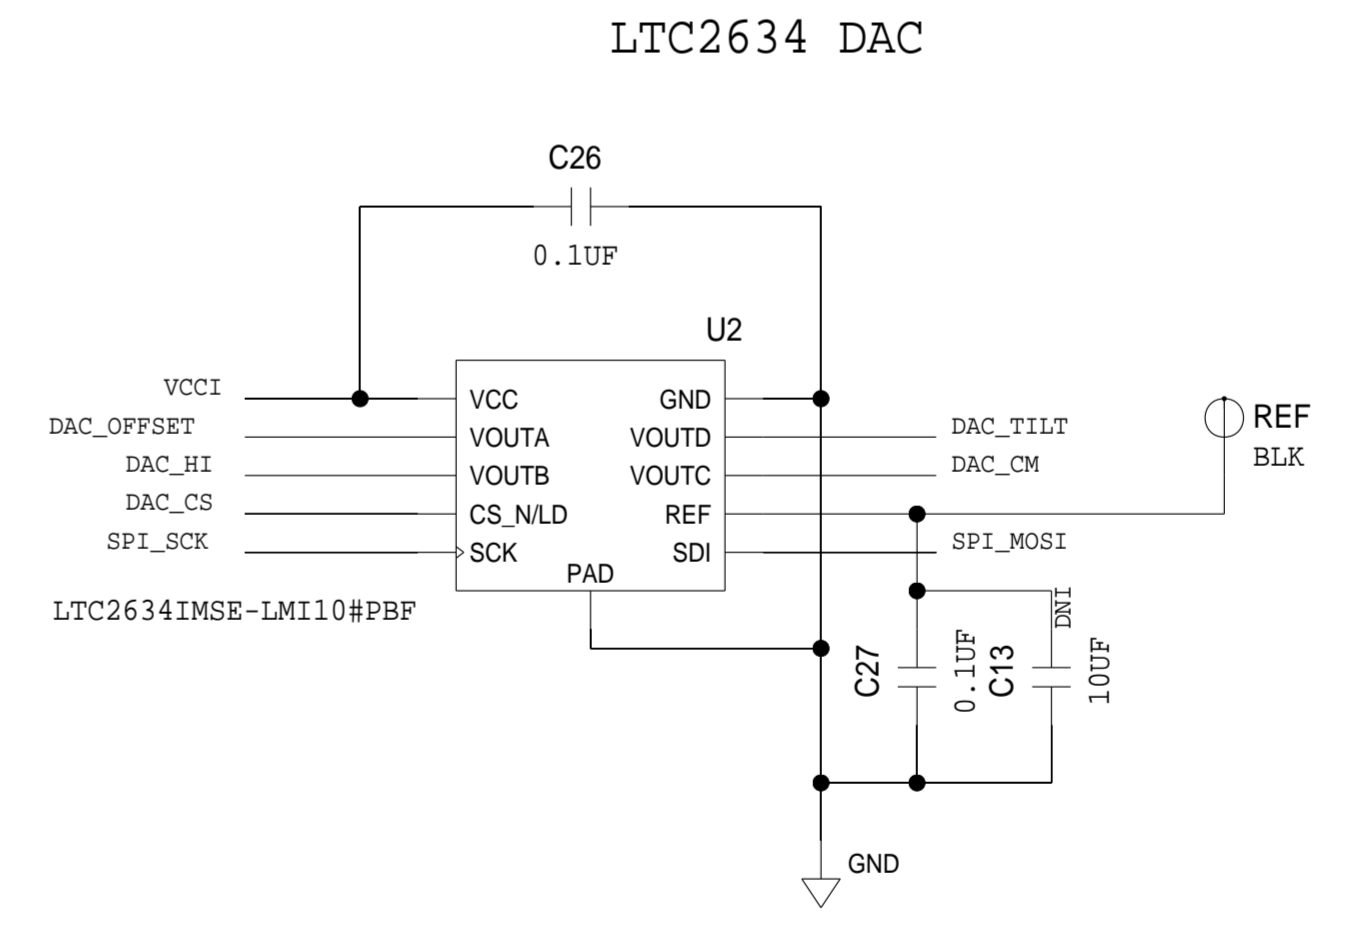 LTC2634 DAC
C26
0.1UF
U2
VCCI
DAC_OFFSET
DAC_HI
DAC_CS
SPI_SCK
VCC
VOUTA
VOUTB
CS_N/LD
SCK
PAD
GND
VOUTD
VOUTC
REF
SDI
DAC_TILT
DAC_CM
SPI_MOSI
REF
BLK
LTC2634IMSE-LMI10#PBF
C27
0.1UF
C13
DNI
10UF
GND